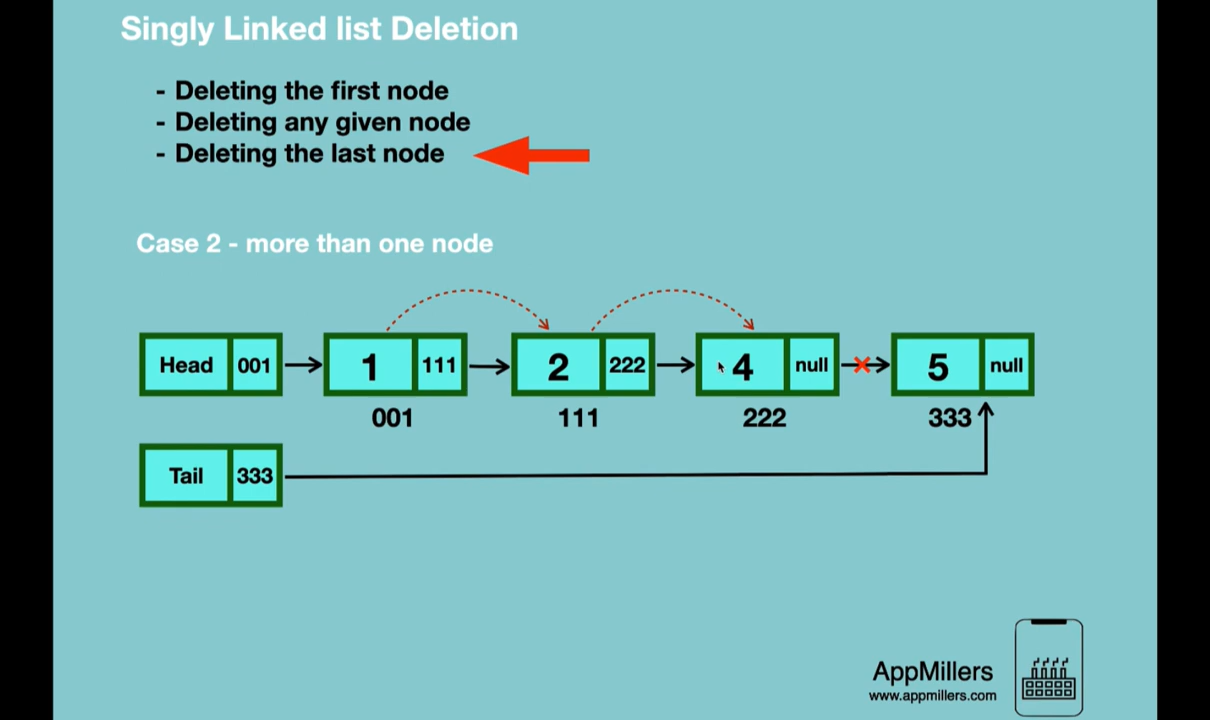 Singly Linked list Deletion
- Deleting the first node
- Deleting any given node
- Deleting the last node
Case 2 - more than one node
Head 001 1 111 2 222 4 null 5 null
001 111 222 333
Tail 333
AppMillers
www.appmillers.com